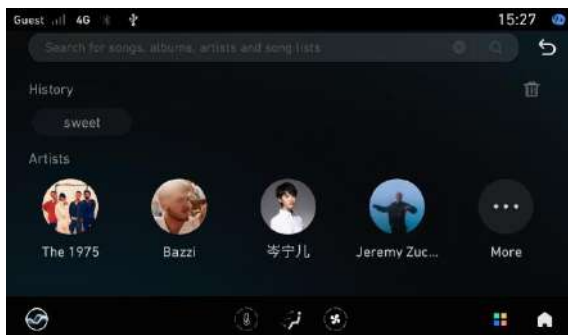 Guest 4G 15:27
Search for songs, albums, artists and song lists
History
sweet
Artists
The 1975 Bazzi 岑宁儿 Jeremy Zuc... More